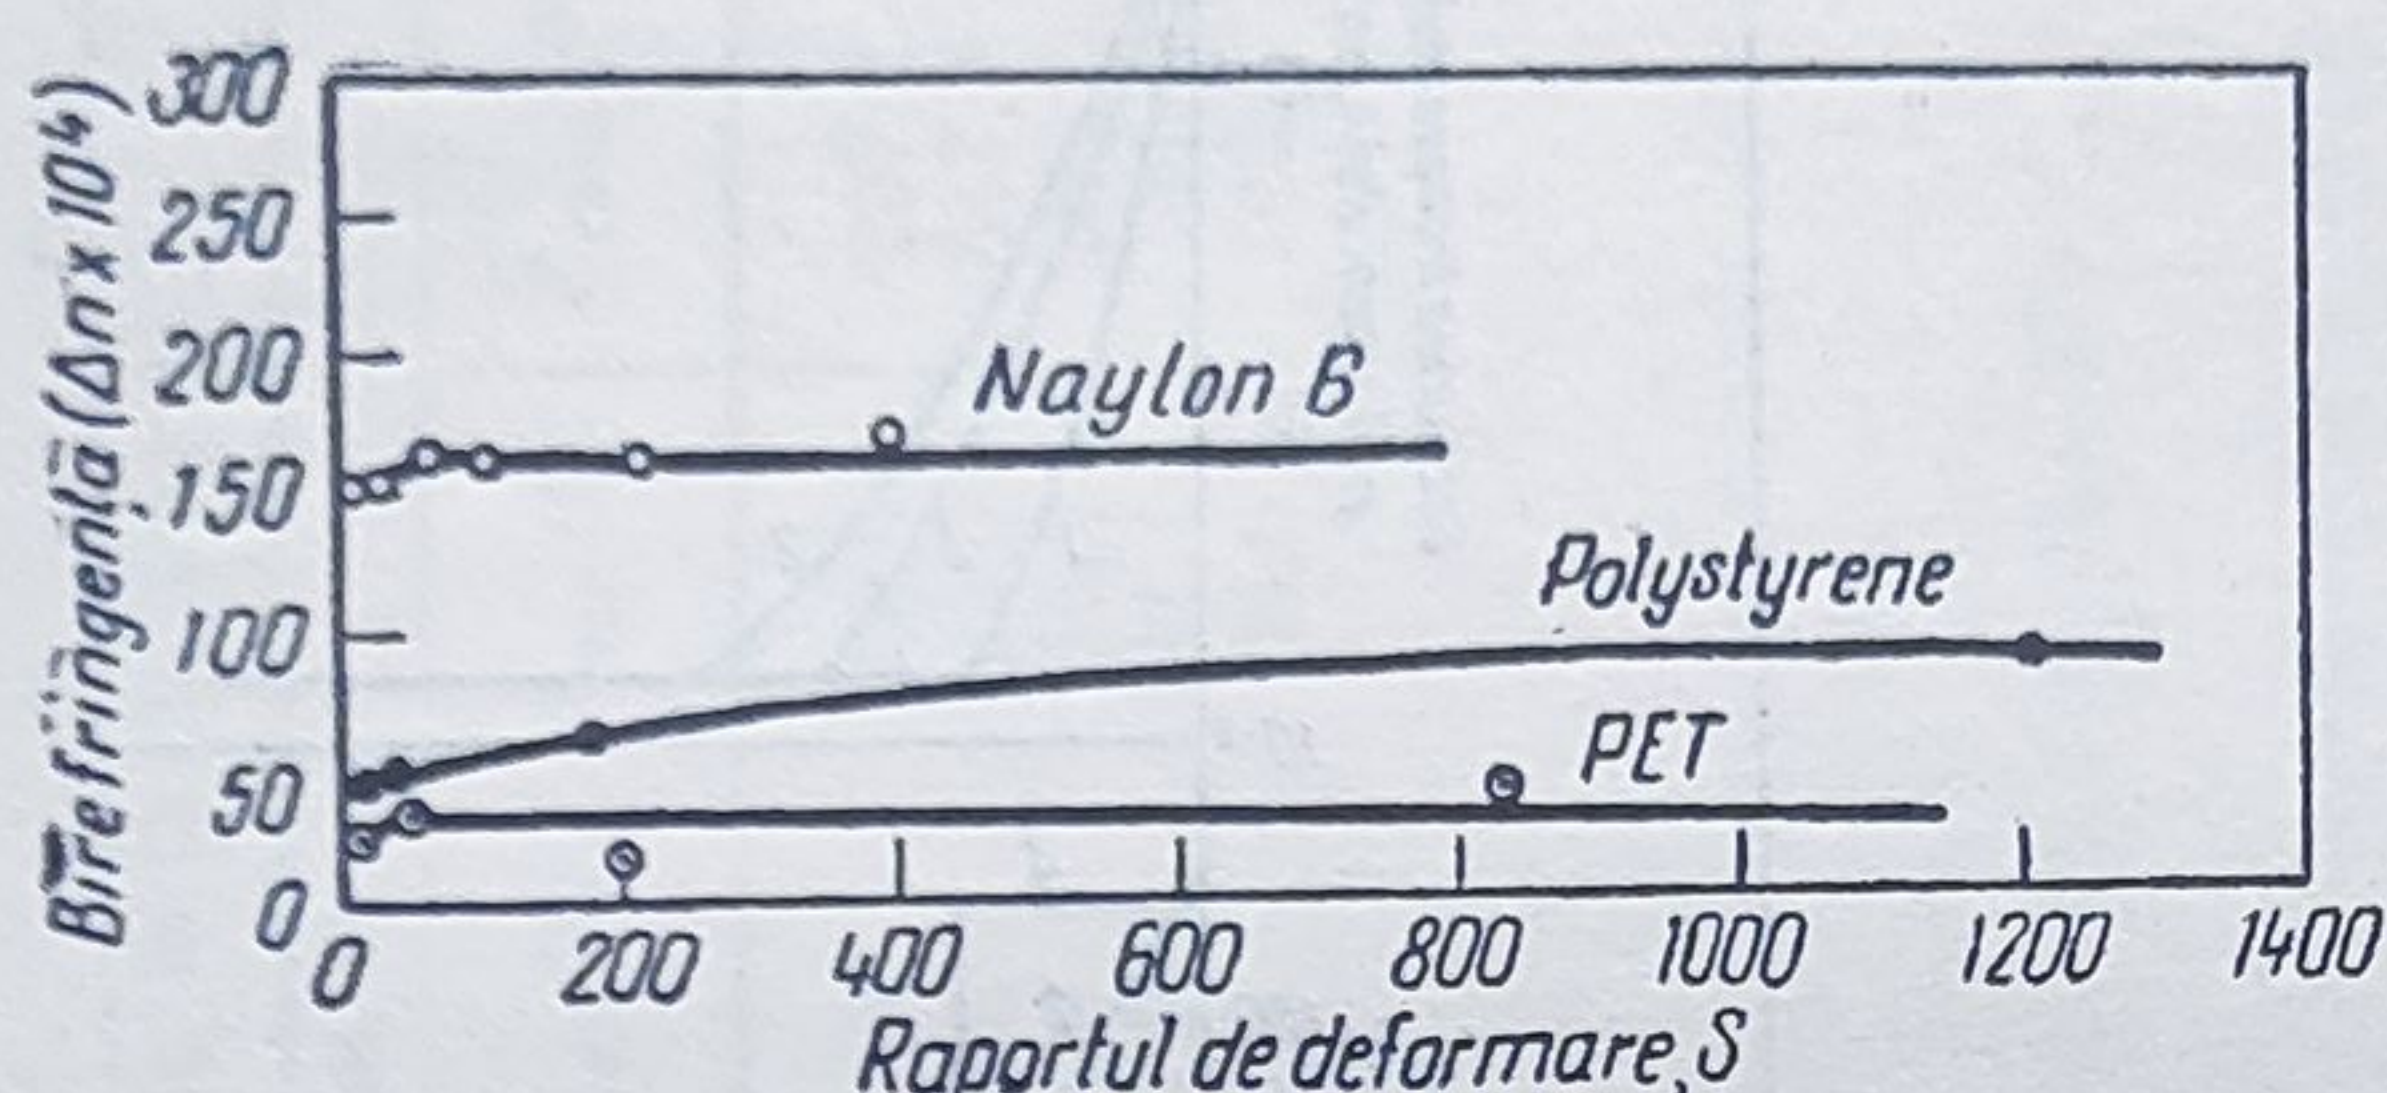 Birefringența (Δn x 10⁴)
300
250
200
150
100
50
0
Naylon 6
Polystyrene
PET
0 200 400 600 800 1000 1200 1400
Raportul de deformare, S